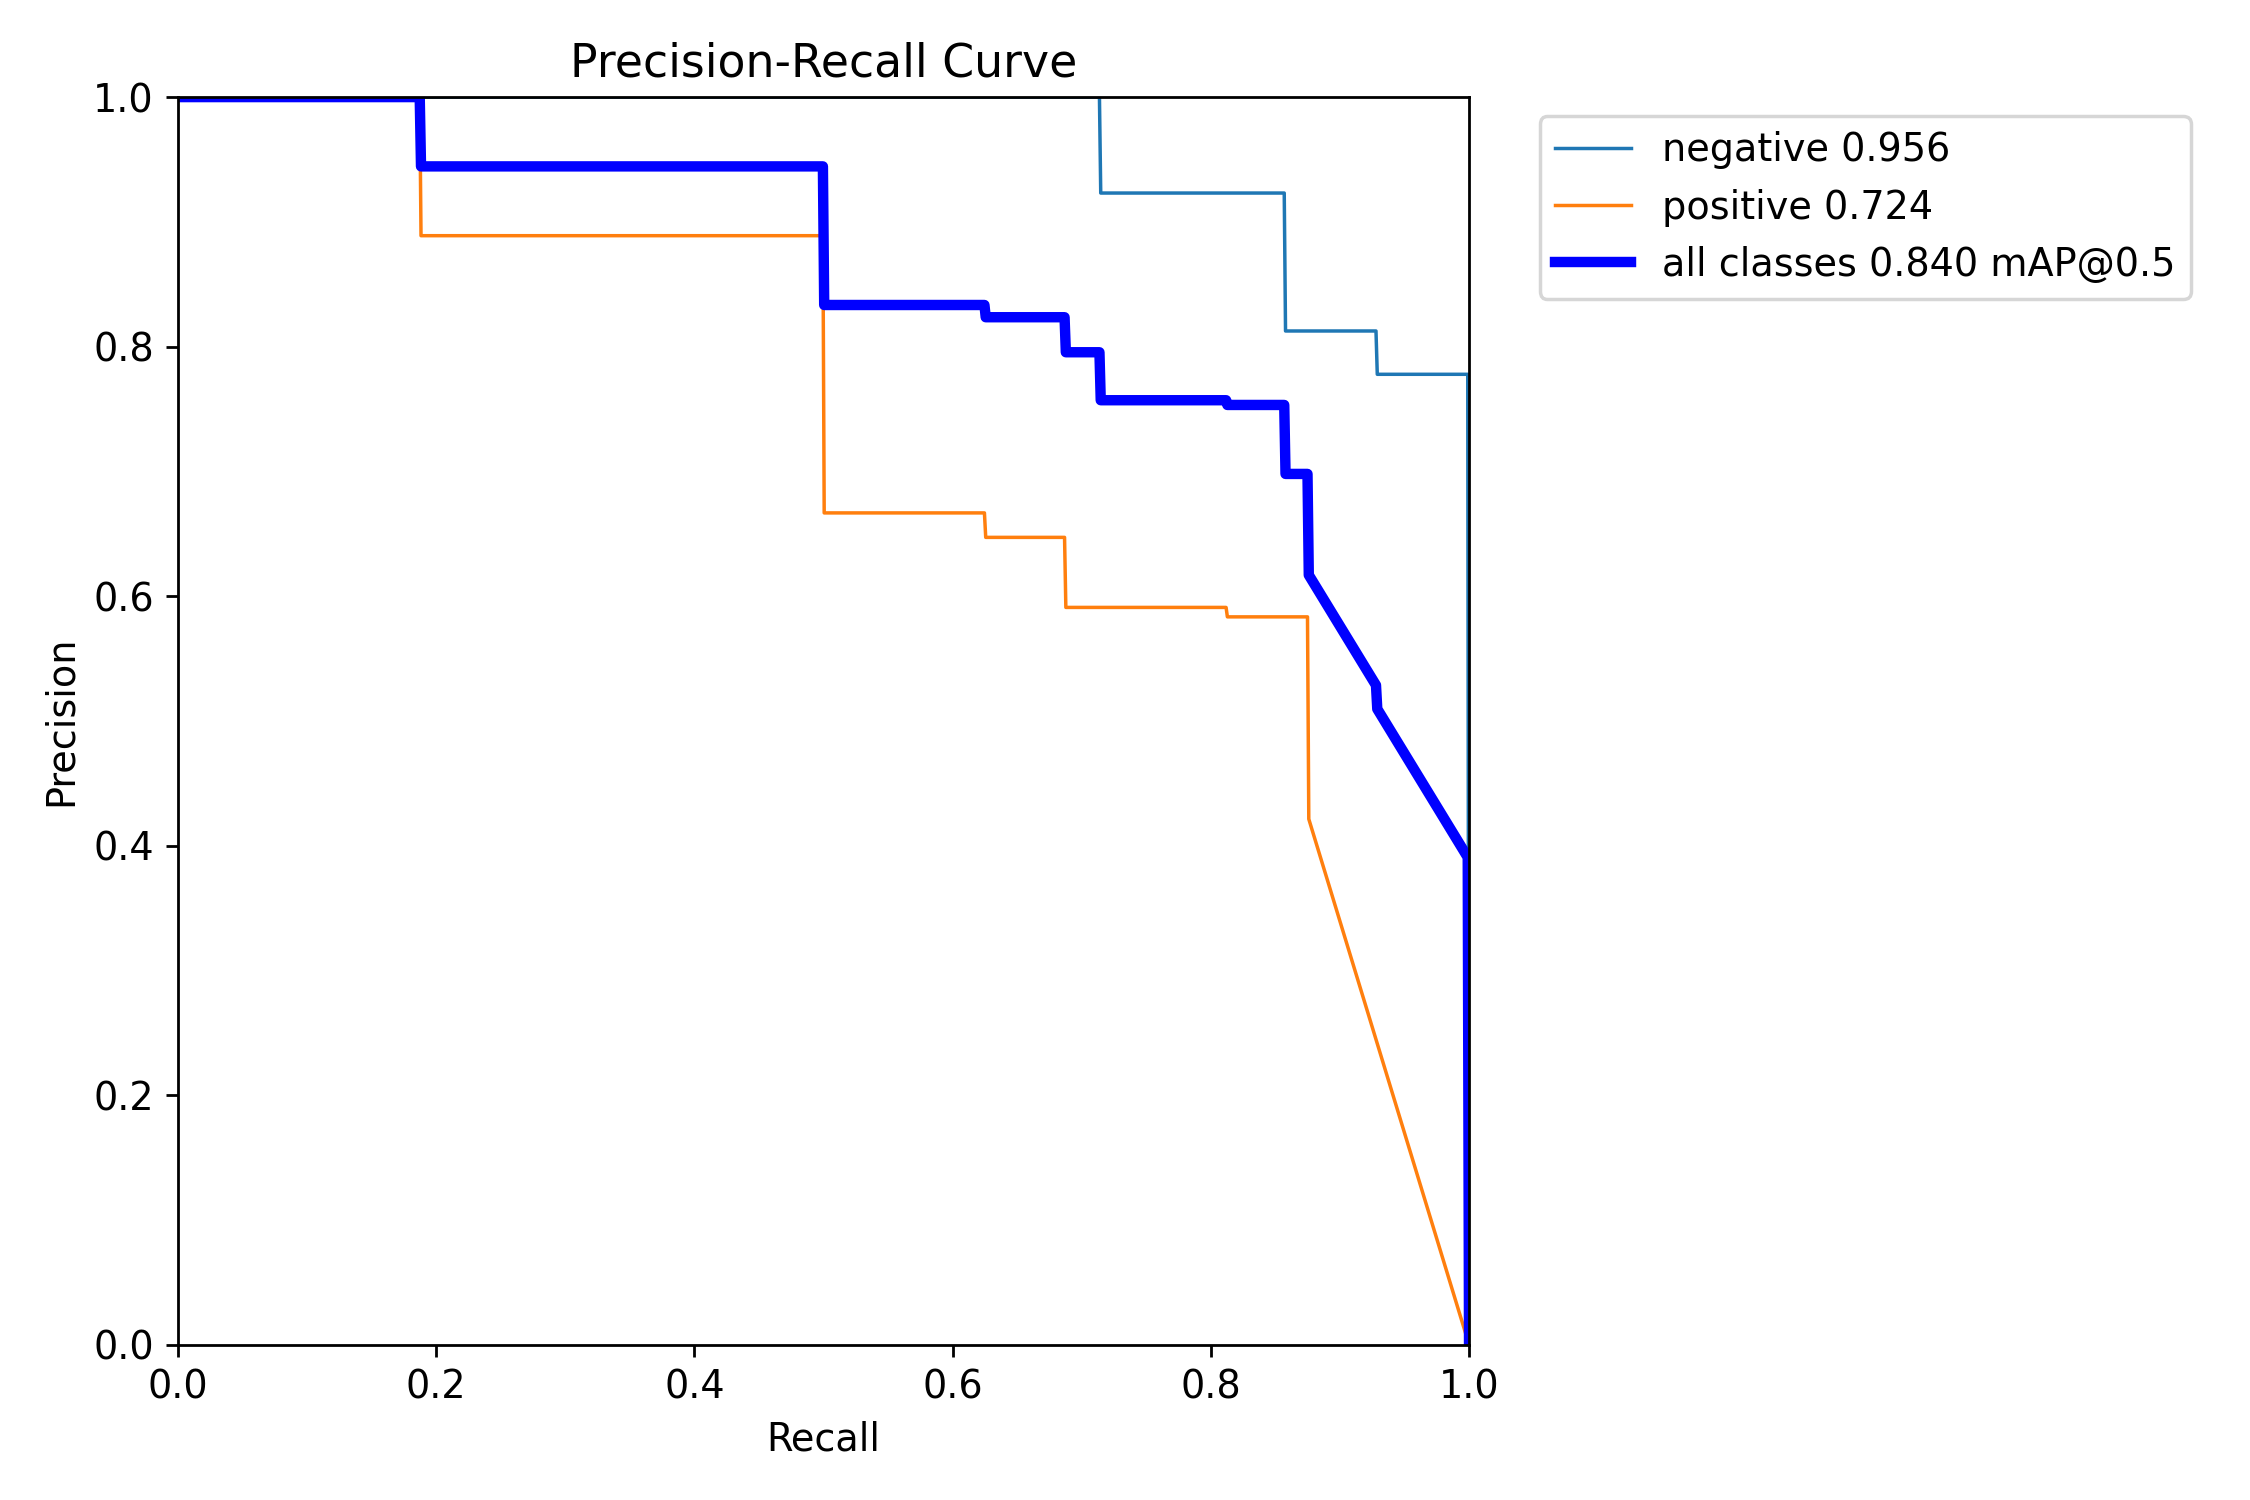 Precision-Recall Curve
1.0
0.8
0.6
0.4
0.2
0.0
Precision
0.0 0.2 0.4 0.6 0.8 1.0
Recall
negative 0.956
positive 0.724
all classes 0.840 mAP@0.5